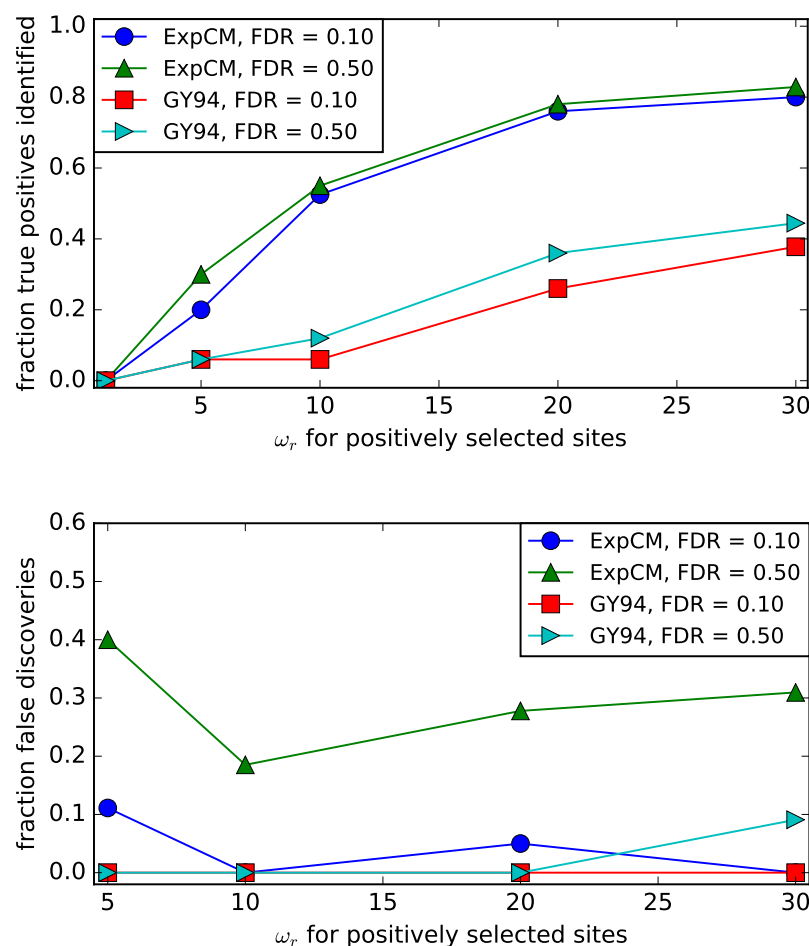 1.0
0.8
0.6
0.4
0.2
0.0
fraction true positives identified
ExpCM, FDR = 0.10
ExpCM, FDR = 0.50
GY94, FDR = 0.10
GY94, FDR = 0.50
5 10 15 20 25 30
ωr for positively selected sites
0.6
0.5
0.4
0.3
0.2
0.1
0.0
fraction false discoveries
ExpCM, FDR = 0.10
ExpCM, FDR = 0.50
GY94, FDR = 0.10
GY94, FDR = 0.50
5 10 15 20 25 30
ωr for positively selected sites